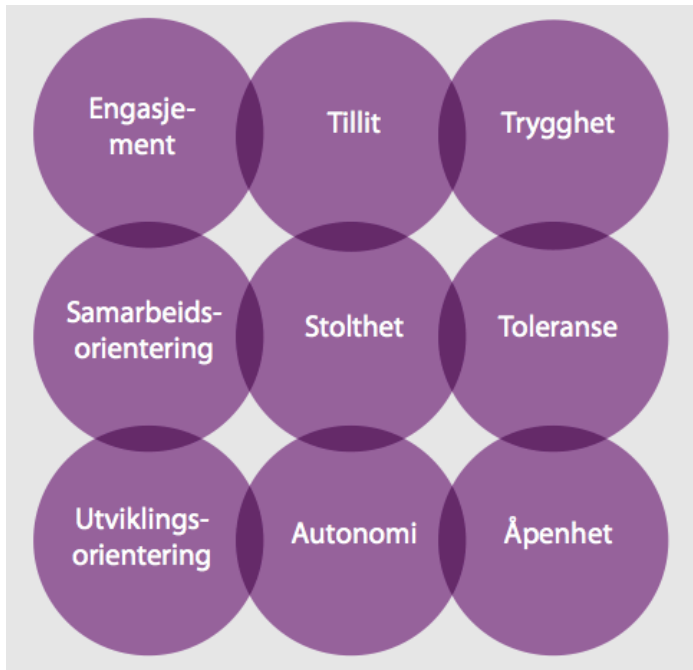 Engasje-
ment
Tillit
Trygghet
Samarbeids-
orientering
Stolthet
Toleranse
Utviklings-
orientering
Autonomi
Åpenhet